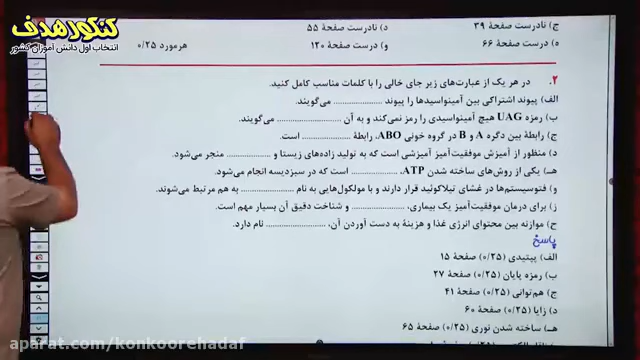 کنکور هدف
انتخاب اول دانش آموزان کشور
ج) نادرست صفحهٔ ۳۹ د) نادرست صفحهٔ ۵۵
ه) درست صفحهٔ ۶۶ و) درست صفحهٔ ۱۲۰ هرمورد ۰/۲۵
۲. در هر یک از عبارت‌های زیر جای خالی را با کلمات مناسب کامل کنید.
الف) پیوند اشتراکی بین آمینواسیدها را پیوند .................... می‌گویند.
ب) رمزه UAG هیچ آمینواسیدی را رمز نمی‌کند و به آن .................... می‌گویند.
ج) رابطهٔ بین دگره A و B در گروه خونی ABO، رابطهٔ .................... است.
د) منظور از آمیزش موفقیت‌آمیز آمیزشی است که به تولید زاده‌های زیستا و .................... منجر می‌شود.
هـ) یکی از روش‌های ساخته شدن ATP، .................... است که در سبزدیسه انجام می‌شود.
و) فتوسیستم‌ها در غشای تیلاکوئید قرار دارند و با مولکول‌هایی به نام .................... به هم مرتبط می‌شوند.
ز) برای درمان موفقیت‌آمیز یک بیماری، .................... و شناخت دقیق آن بسیار مهم است.
ح) موازنه بین محتوای انرژی غذا و هزینهٔ به دست آوردن آن، .................... نام دارد.
پاسخ
الف) پپتیدی (۰/۲۵) صفحهٔ ۱۵
ب) رمزه پایان (۰/۲۵) صفحهٔ ۲۷
ج) هم‌توانی (۰/۲۵) صفحهٔ ۴۱
د) زایا (۰/۲۵) صفحهٔ ۶۰
هـ) ساخته شدن نوری (۰/۲۵) صفحهٔ ۶۵
aparat.com/konkoorehadaf